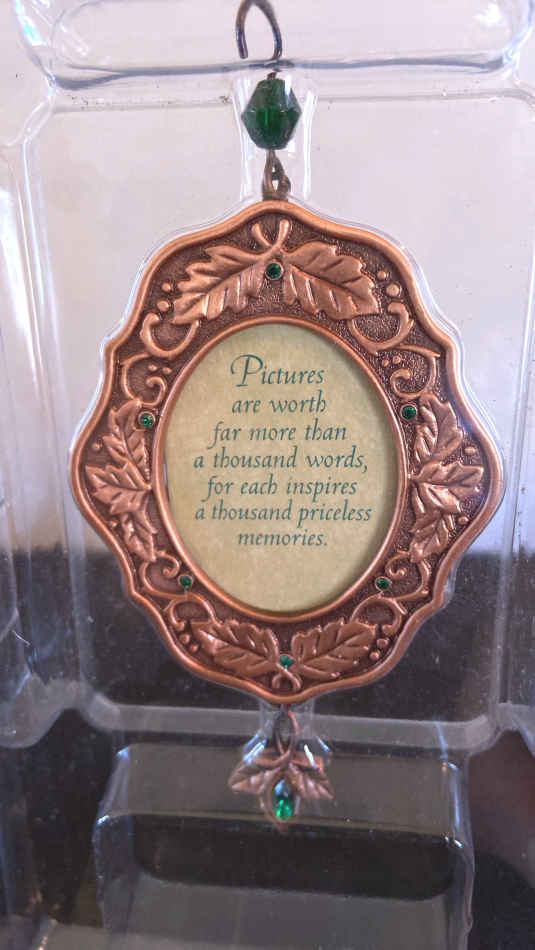 Pictures
are worth
far more than
a thousand words,
for each inspires
a thousand priceless
memories.